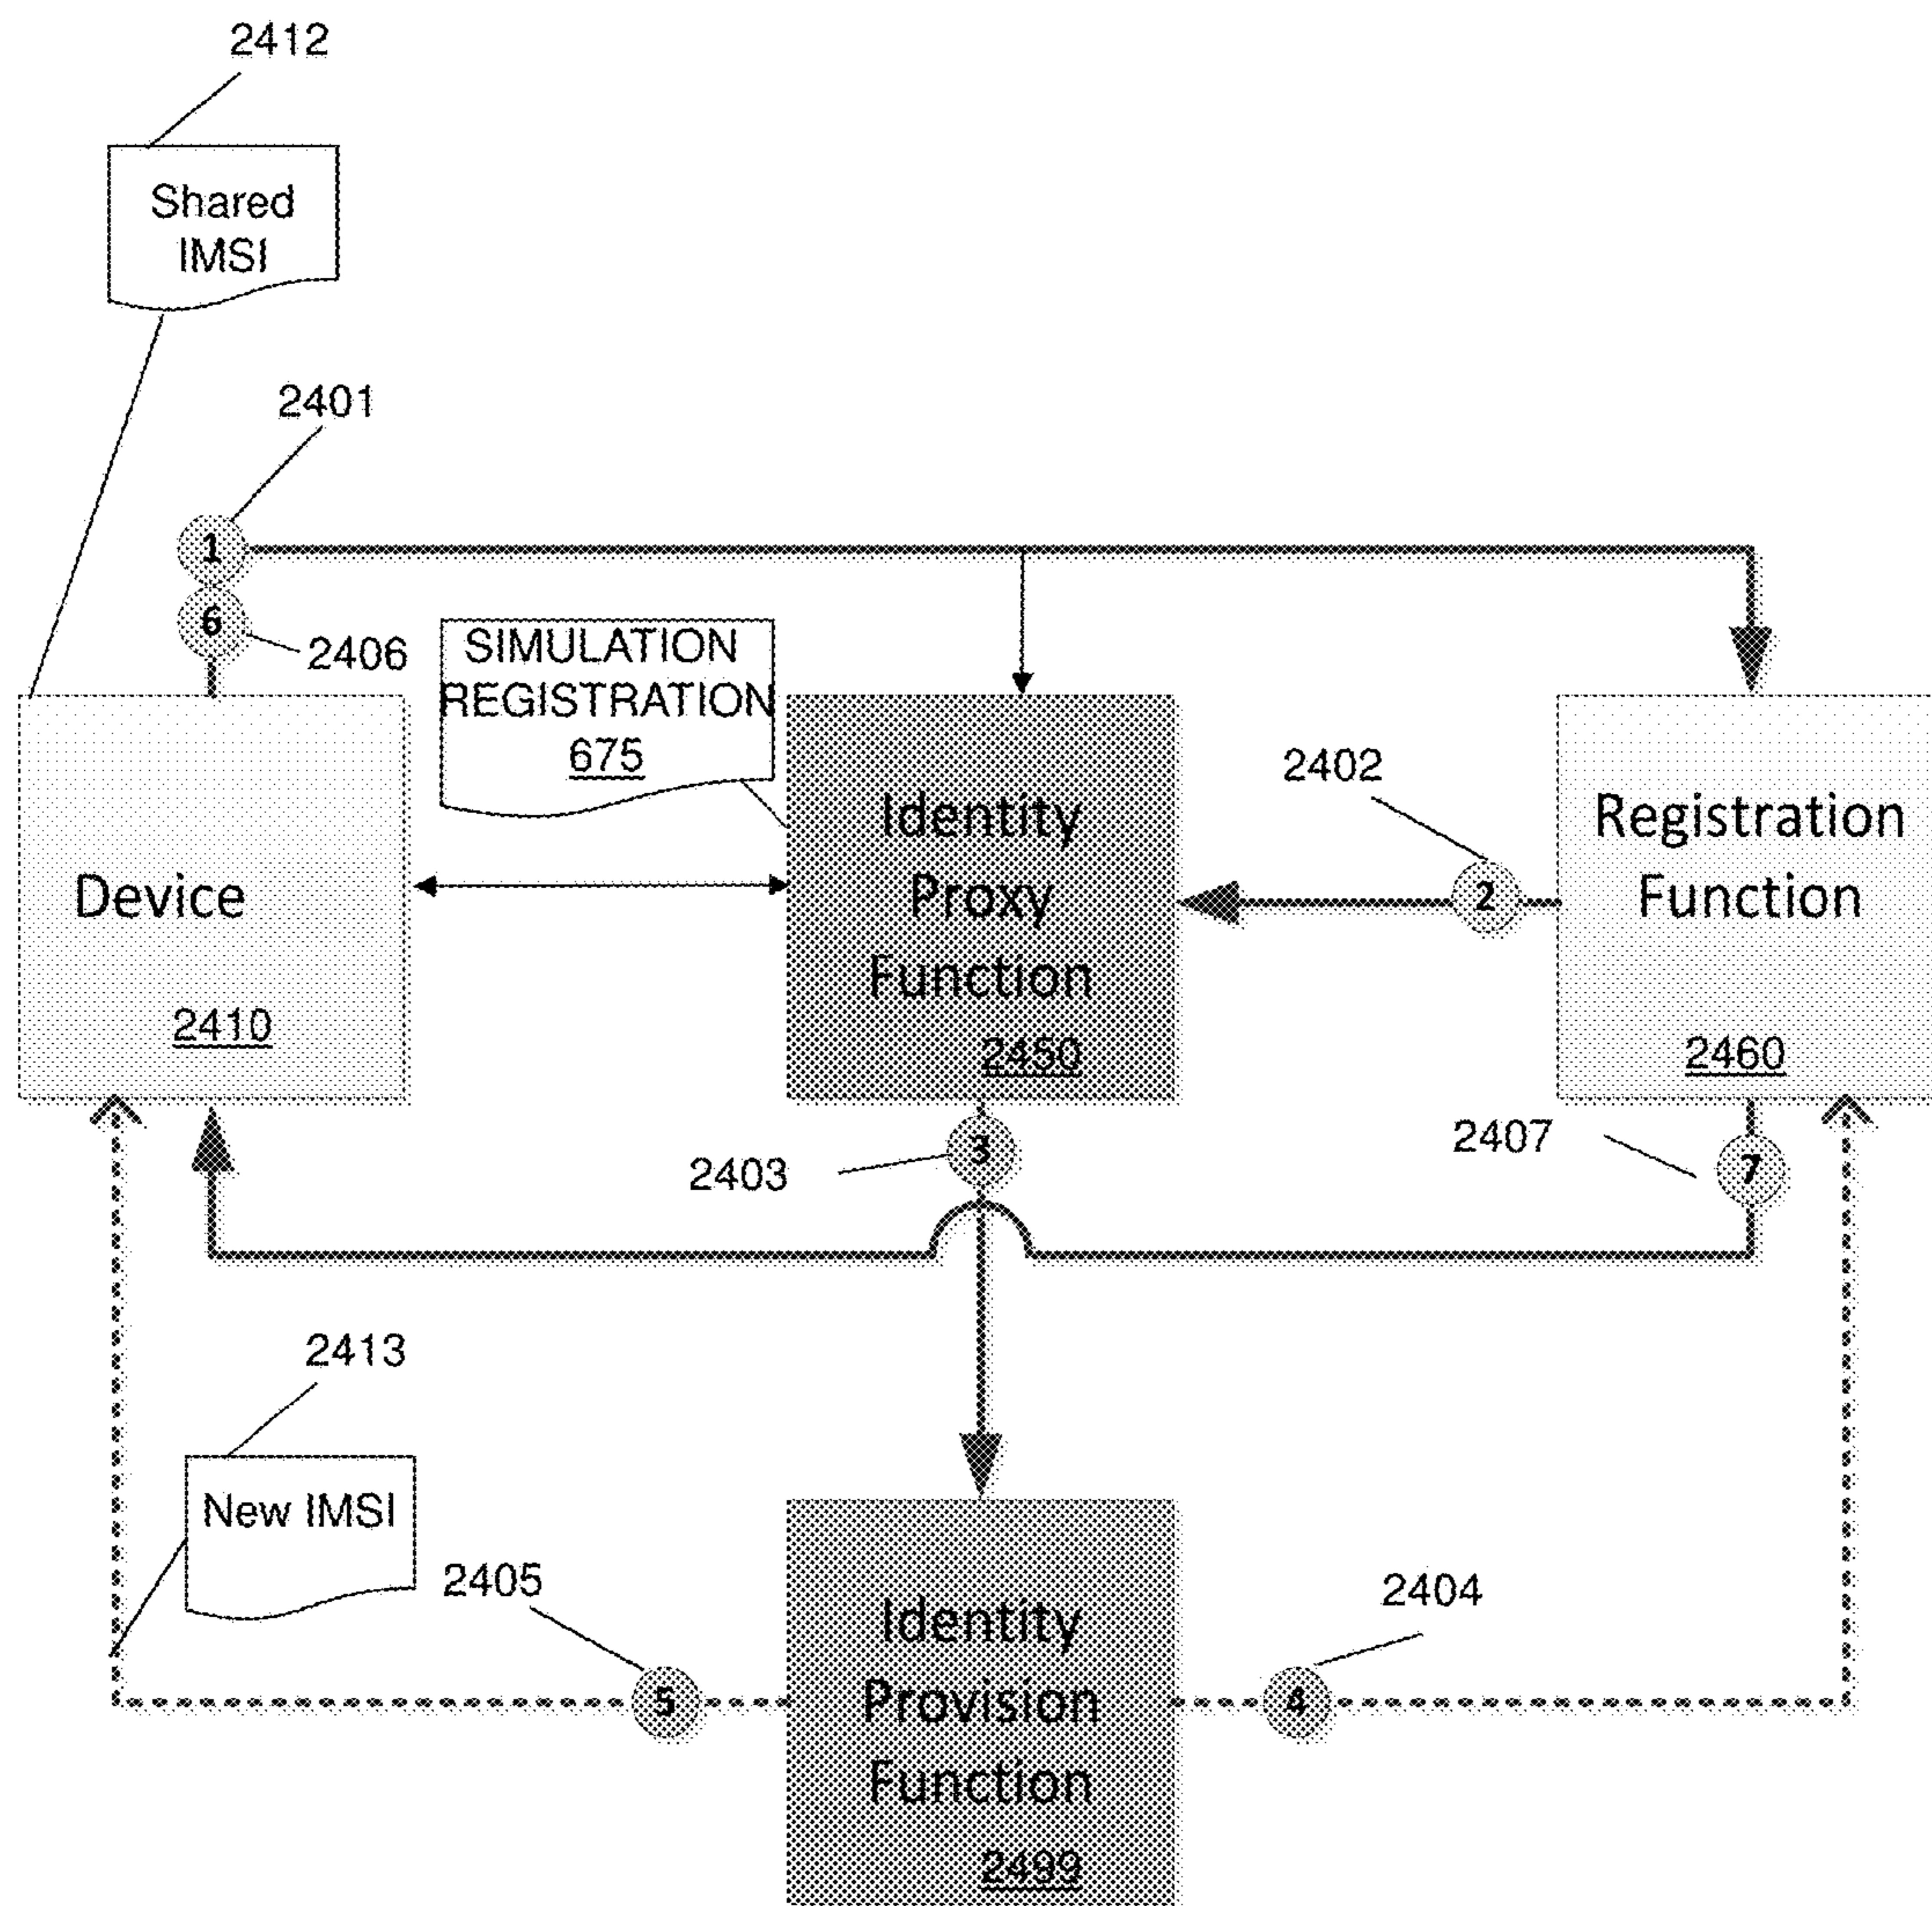 2412
Shared
IMSI
2401
1
6
2406
SIMULATION
REGISTRATION
675
2402
2
Device
2410
Identity
Proxy
Function
2450
Registration
Function
2460
2403
3
2407
7
2413
New IMSI
2405
5
2404
4
Identity
Provision
Function
2499